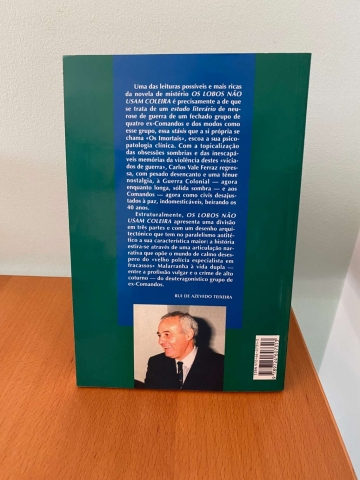 Uma das leituras possíveis e mais ricas
da novela de mistério OS LOBOS NÃO
USAM COLEIRA é precisamente a de que
se trata de um estudo literário de neu-
rose de guerra de um fechado grupo de
quatro ex-Comandos e dos modos como
esse grupo, essa stásis que a si própria se
chama «Os Imortais», escoa a sua psico-
patologia clínica. Com a topicalização
das obsessões sombrias e das inescapá-
veis memórias da violência destes «vicia-
dos de guerra», Carlos Vale Ferraz regres-
sa, com pesado desencanto e uma ténue
nostalgia, à Guerra Colonial — agora
enquanto longa, sólida sombra — e aos
Comandos — agora como civis desajus-
tados à paz, indomesticáveis, beirando os
40 anos.
Estruturalmente, OS LOBOS NÃO
USAM COLEIRA apresenta uma divisão
em três partes e com um desenho arqui-
tectónico que tem no paralelismo antité-
tico a sua característica maior: a história
estira-se através de uma articulação nar-
rativa que opõe o mundo de calmo deses-
pero do «velho polícia especialista em
fracassos» Malarranha à vida dupla —
entre a profissão vulgar e o crime de alto
coturno — do deuteragonístico grupo de
ex-Comandos.
RUI DE AZEVEDO TEIXEIRA